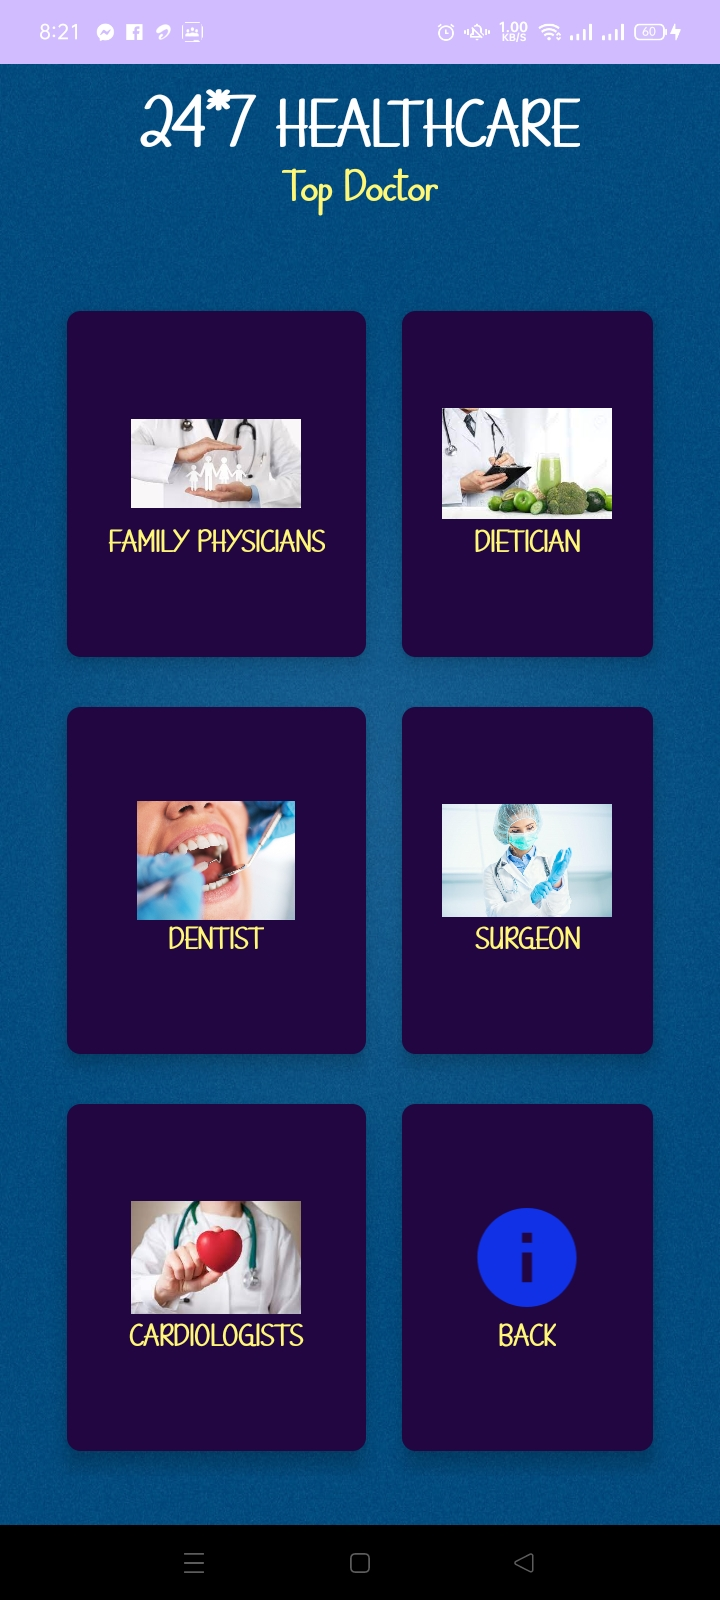 8:21
1.00
KB/S
60
24*7 HEALTHCARE
Top Doctor
FAMILY PHYSICIANS
DIETICIAN
DENTIST
SURGEON
CARDIOLOGISTS
BACK